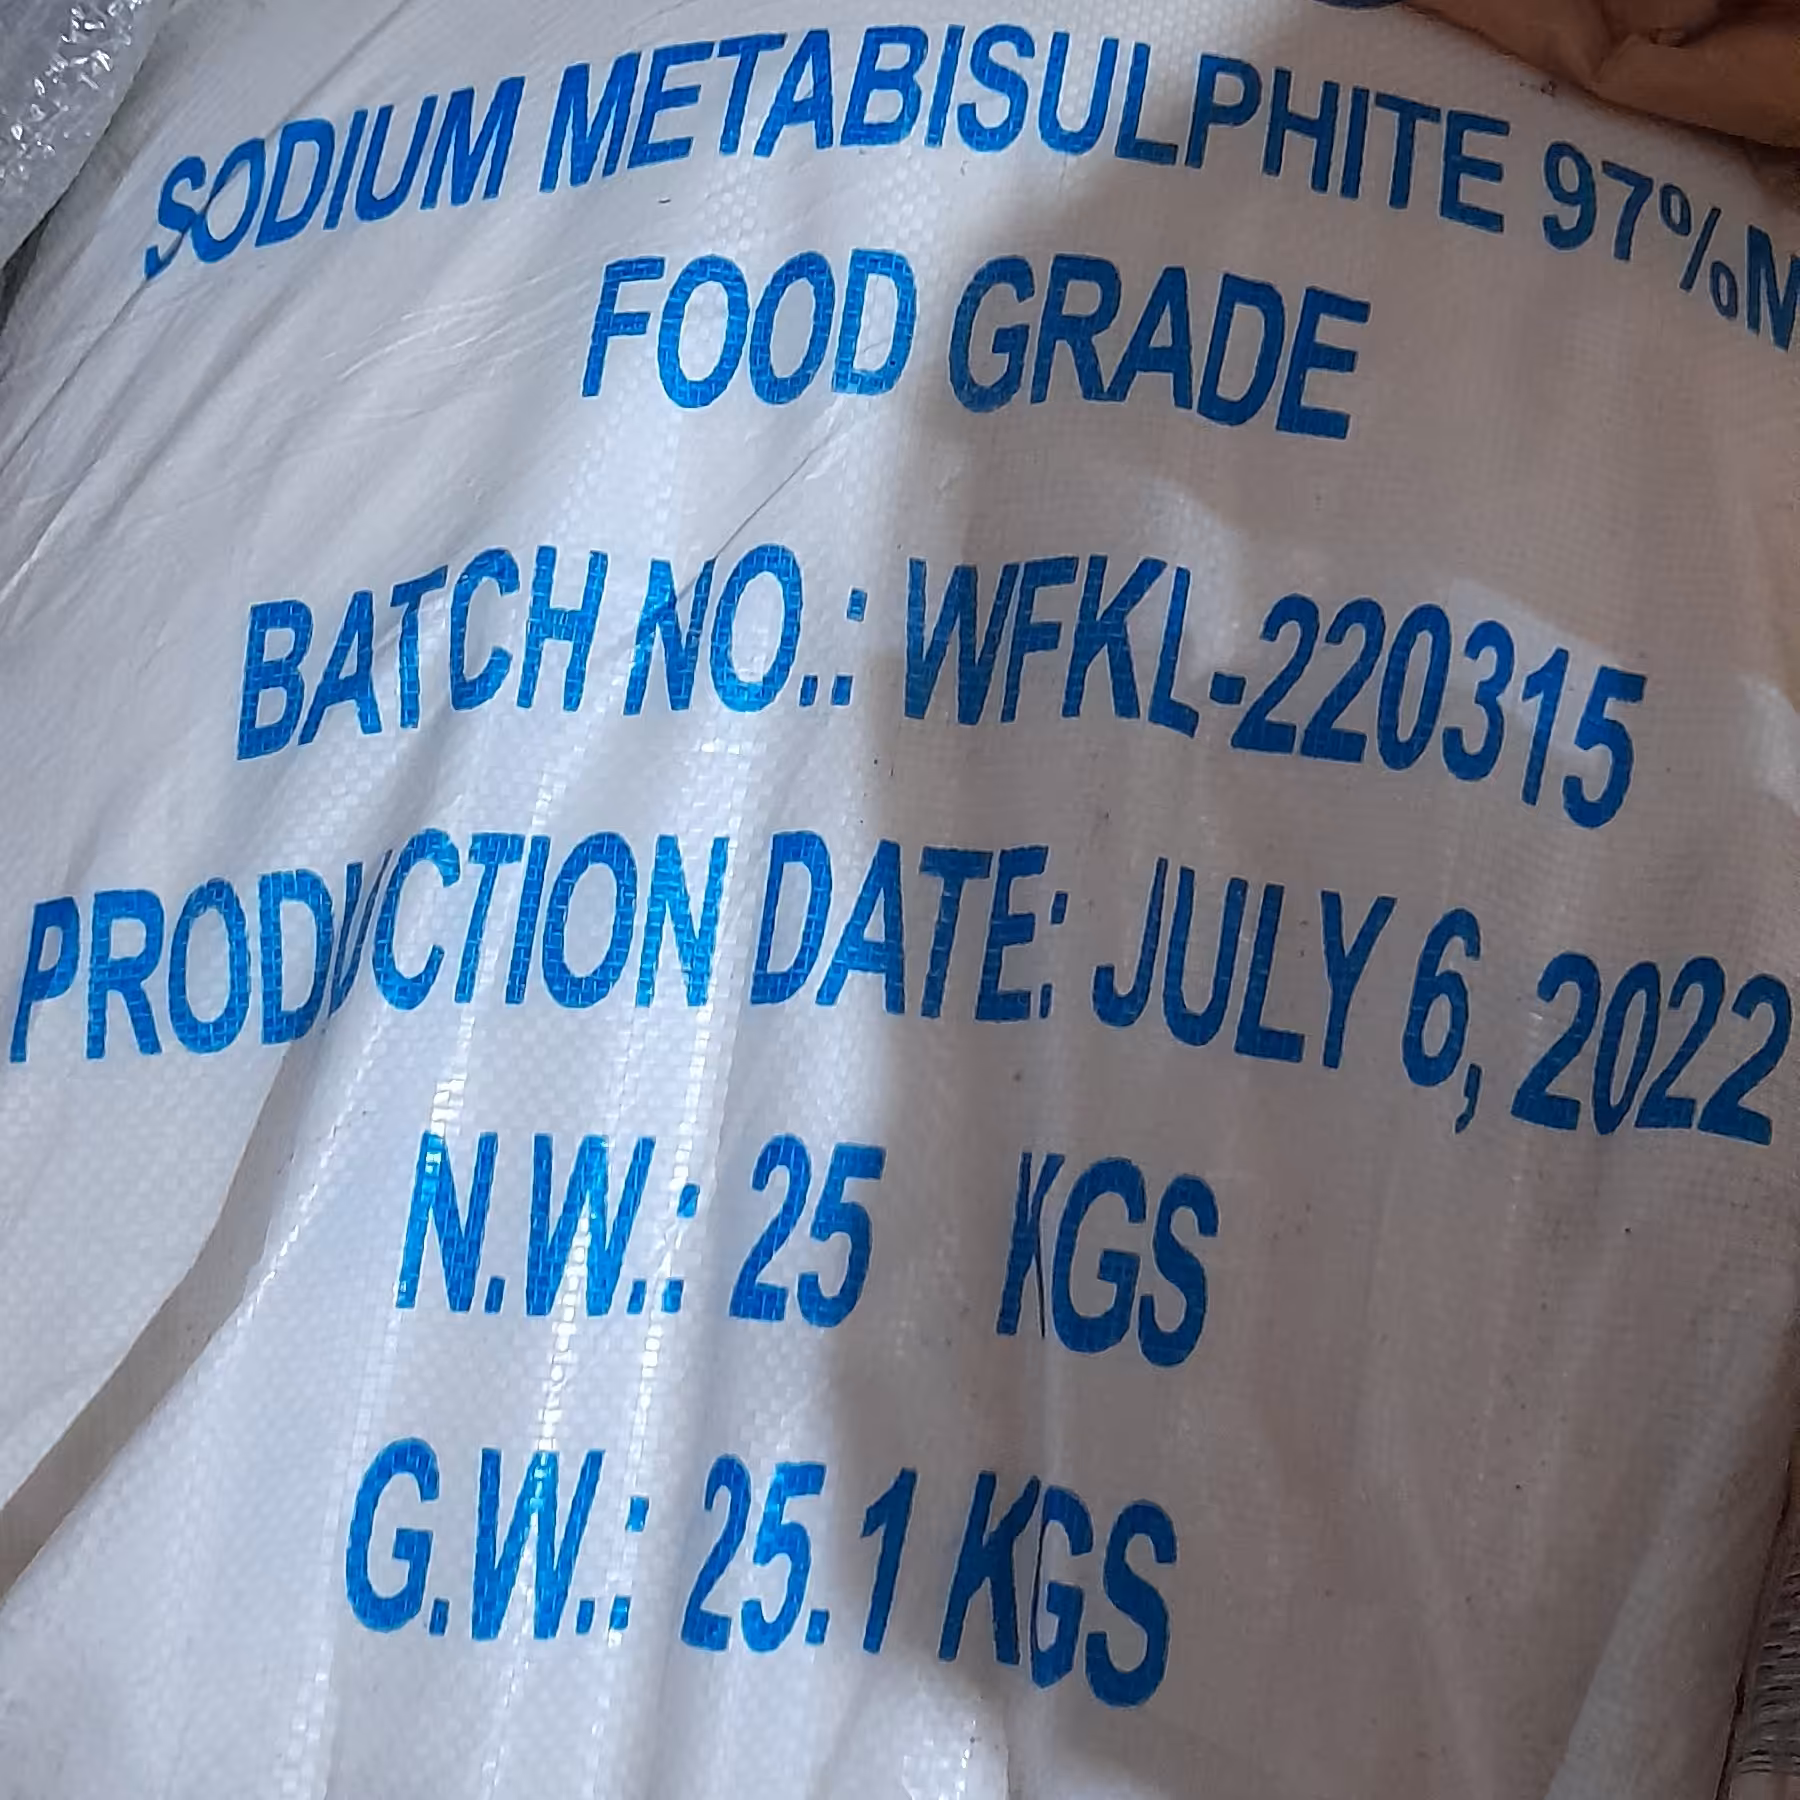 SODIUM METABISULPHITE 97%
FOOD GRADE
BATCH NO.: WFKL-220315
PRODUCTION DATE: JULY 6, 2022
N.W.: 25 KGS
G.W.: 25.1 KGS